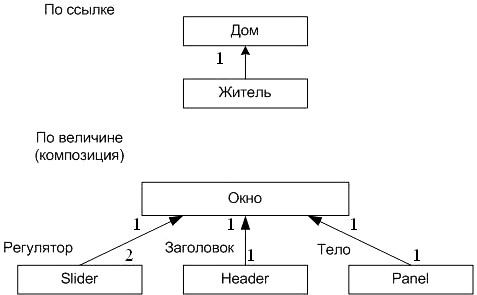 По ссылке
Дом
1
Житель
По величине
(композиция)
Окно
1
1
1
Регулятор
Заголовок
Тело
2
1
1
Slider
Header
Panel